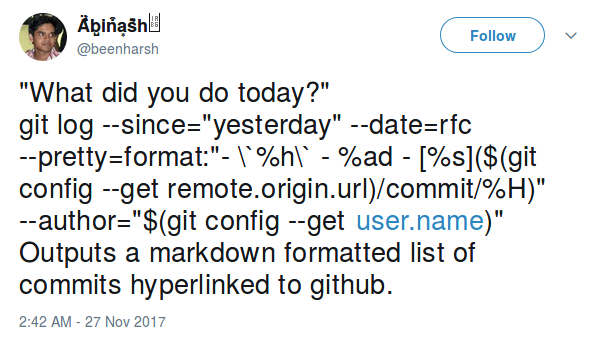 Äb̤iñạs̃h
@beenharsh
Follow
"What did you do today?"
git log --since="yesterday" --date=rfc
--pretty=format:"- \`%h\` - %ad - [%s]($(git
config --get remote.origin.url)/commit/%H)"
--author="$(git config --get user.name)"
Outputs a markdown formatted list of
commits hyperlinked to github.
2:42 AM - 27 Nov 2017